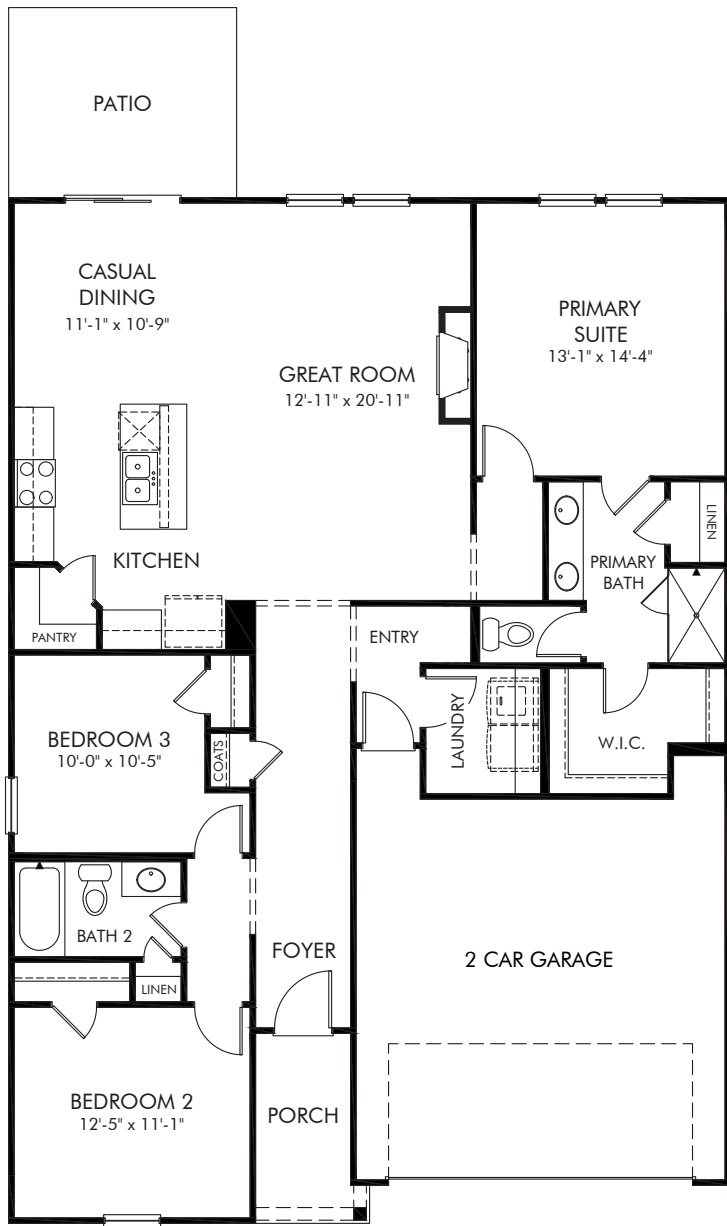 PATIO
CASUAL
DINING
11'-1" x 10'-9"
PRIMARY
SUITE
13'-1" x 14'-4"
GREAT ROOM
12'-11" x 20'-11"
KITCHEN
LINEN
PRIMARY
BATH
PANTRY
ENTRY
LAUNDRY
W.I.C.
BEDROOM 3
10'-0" x 10'-5"
COATS
BATH 2
FOYER
2 CAR GARAGE
LINEN
BEDROOM 2
12'-5" x 11'-1"
PORCH